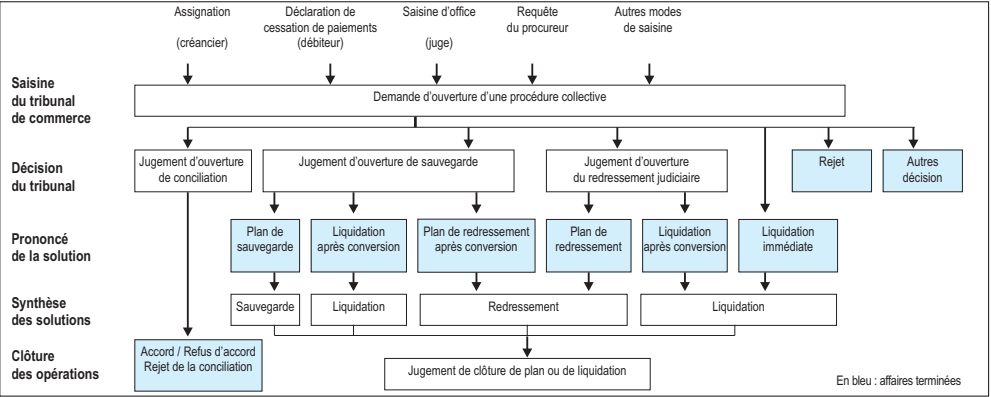 Assignation
(créancier)
Déclaration de
cessation de paiements
(débiteur)
Saisine d'office
(juge)
Requête
du procureur
Autres modes
de saisine
Saisine
du tribunal
de commerce
Demande d'ouverture d'une procédure collective
Décision
du tribunal
Jugement d'ouverture
de conciliation
Jugement d'ouverture de sauvegarde
Jugement d'ouverture
du redressement judiciaire
Rejet
Autres
décision
Prononcé
de la solution
Plan de
sauvegarde
Liquidation
après conversion
Plan de redressement
après conversion
Plan de
redressement
Liquidation
après conversion
Liquidation
immédiate
Synthèse
des solutions
Sauvegarde
Liquidation
Redressement
Liquidation
Clôture
des opérations
Accord / Refus d'accord
Rejet de la conciliation
Jugement de clôture de plan ou de liquidation
En bleu : affaires terminées